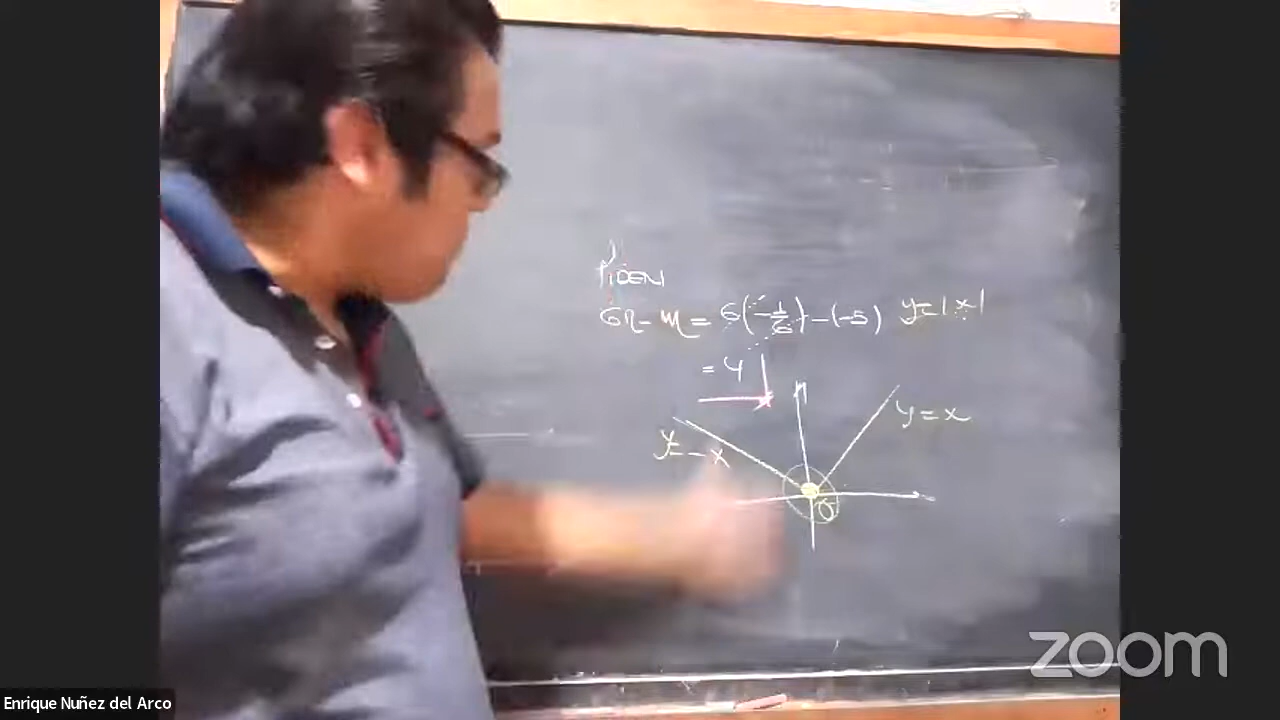 PIDEN
6n - m = 6(-1/6) - (-5)
= 4
y = |x|
y = -x
y = x
0
zoom
Enrique Nuñez del Arco